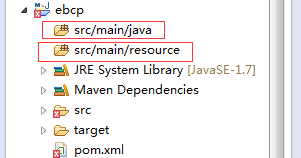 ebcp
src/main/java
src/main/resource
JRE System Library [JavaSE-1.7]
Maven Dependencies
src
target
pom.xml